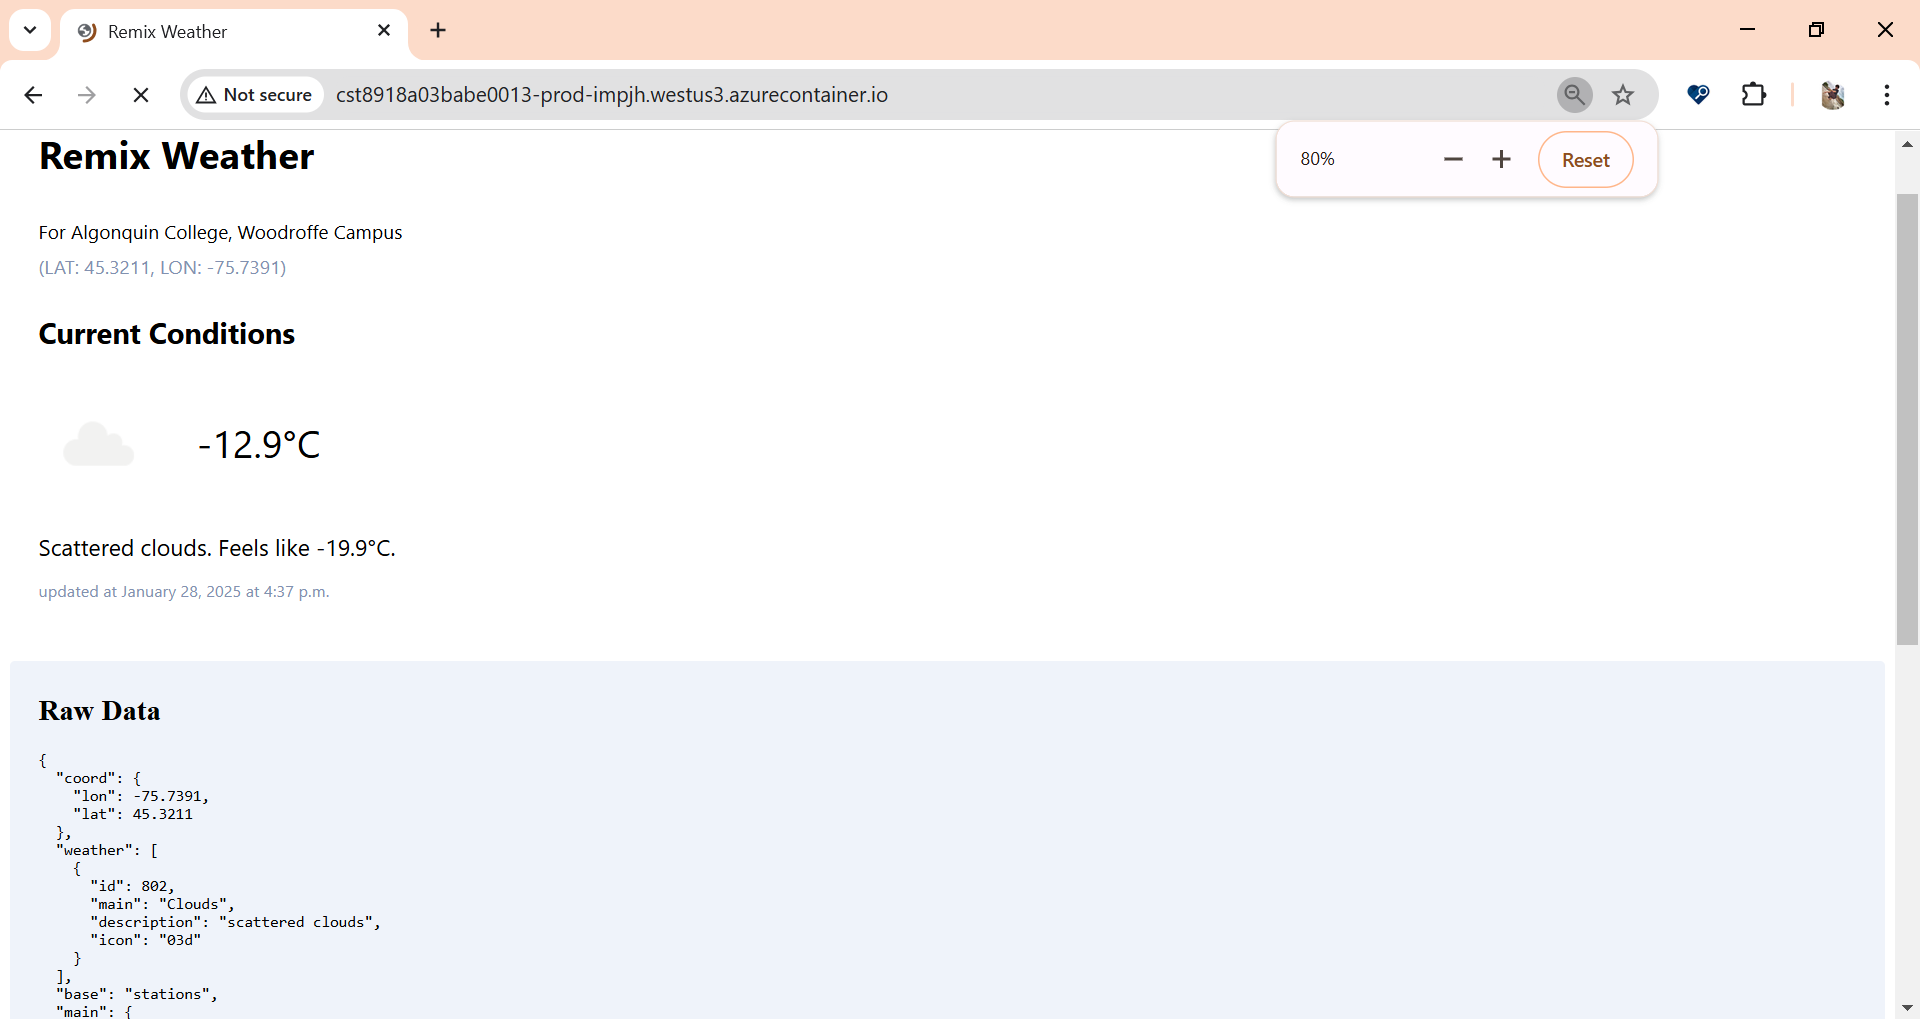 Remix Weather
Not secure
cst8918a03babe0013-prod-impjh.westus3.azurecontainer.io
80%
Reset
Remix Weather
For Algonquin College, Woodroffe Campus
(LAT: 45.3211, LON: -75.7391)
Current Conditions
-12.9°C
Scattered clouds. Feels like -19.9°C.
updated at January 28, 2025 at 4:37 p.m.
Raw Data
{
  "coord": {
    "lon": -75.7391,
    "lat": 45.3211
  },
  "weather": [
    {
      "id": 802,
      "main": "Clouds",
      "description": "scattered clouds",
      "icon": "03d"
    }
  ],
  "base": "stations",
  "main": {